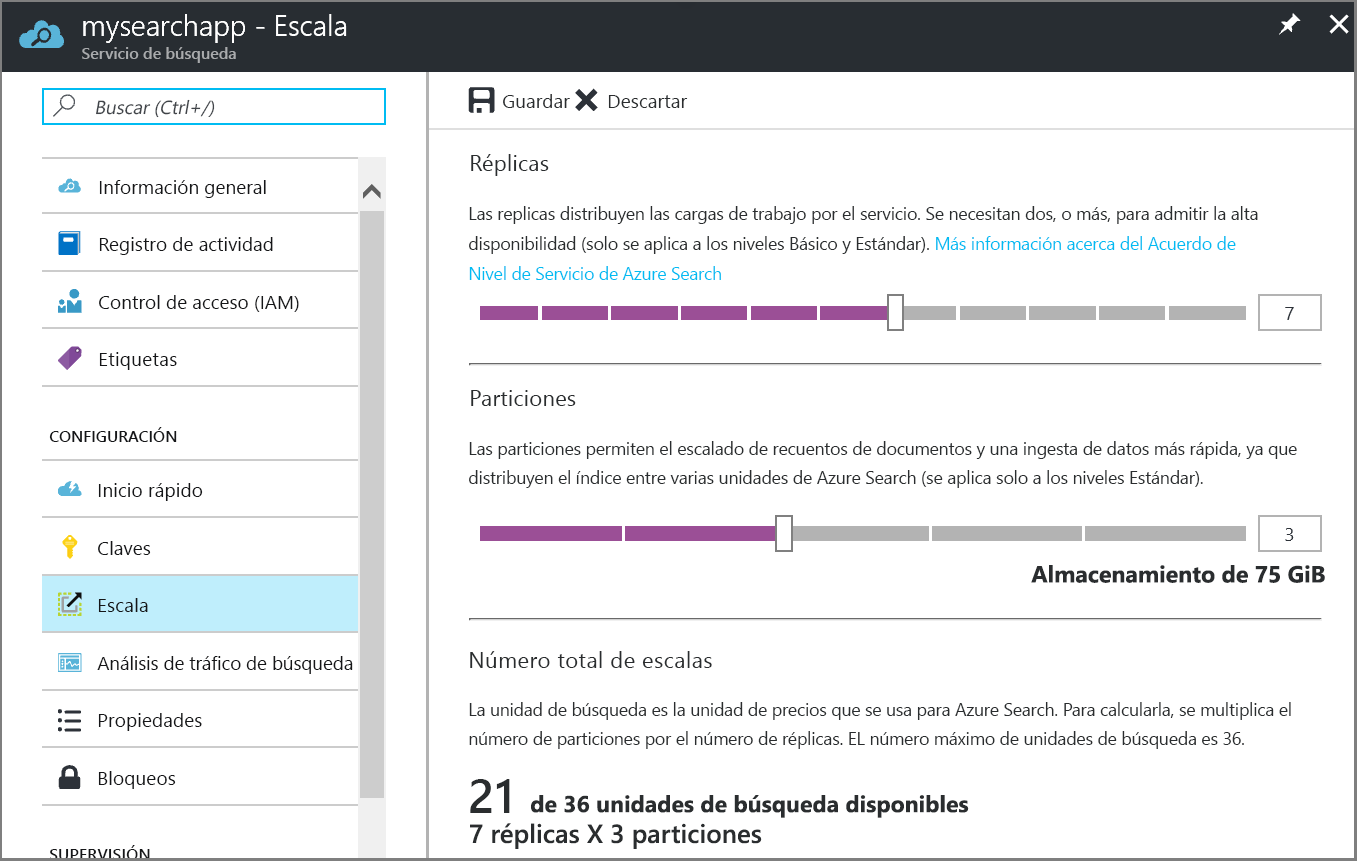 mysearchapp - Escala
Servicio de búsqueda
Buscar (Ctrl+/)
Información general
Registro de actividad
Control de acceso (IAM)
Etiquetas
CONFIGURACIÓN
Inicio rápido
Claves
Escala
Análisis de tráfico de búsqueda
Propiedades
Bloqueos
SUPERVISIÓN
Guardar Descartar
Réplicas
Las replicas distribuyen las cargas de trabajo por el servicio. Se necesitan dos, o más, para admitir la alta
disponibilidad (solo se aplica a los niveles Básico y Estándar). Más información acerca del Acuerdo de
Nivel de Servicio de Azure Search
7
Particiones
Las particiones permiten el escalado de recuentos de documentos y una ingesta de datos más rápida, ya que
distribuyen el índice entre varias unidades de Azure Search (se aplica solo a los niveles Estándar).
3
Almacenamiento de 75 GiB
Número total de escalas
La unidad de búsqueda es la unidad de precios que se usa para Azure Search. Para calcularla, se multiplica el
número de particiones por el número de réplicas. EL número máximo de unidades de búsqueda es 36.
21 de 36 unidades de búsqueda disponibles
7 réplicas X 3 particiones